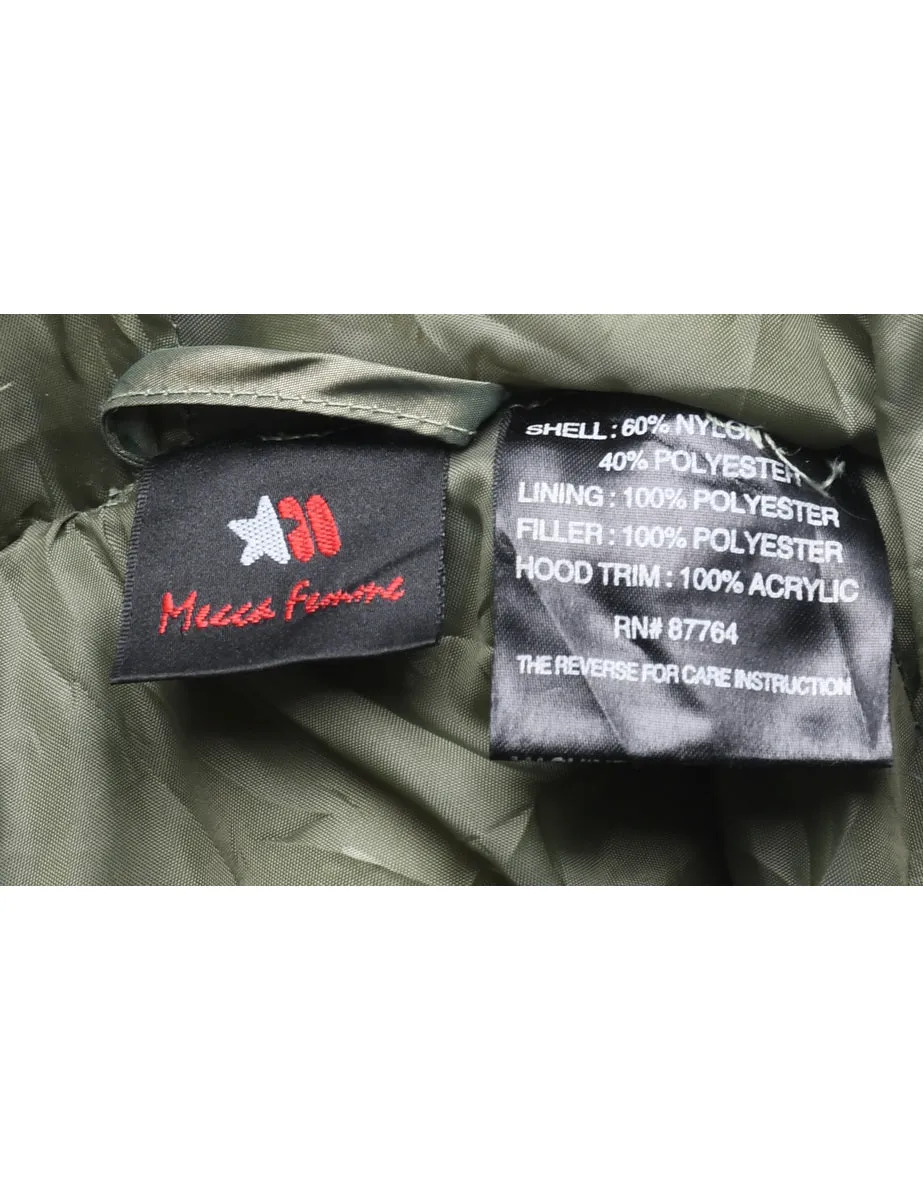 Mecca Femme
SHELL : 60% NYLON
40% POLYESTER
LINING : 100% POLYESTER
FILLER : 100% POLYESTER
HOOD TRIM : 100% ACRYLIC
RN# 87764
THE REVERSE FOR CARE INSTRUCTION